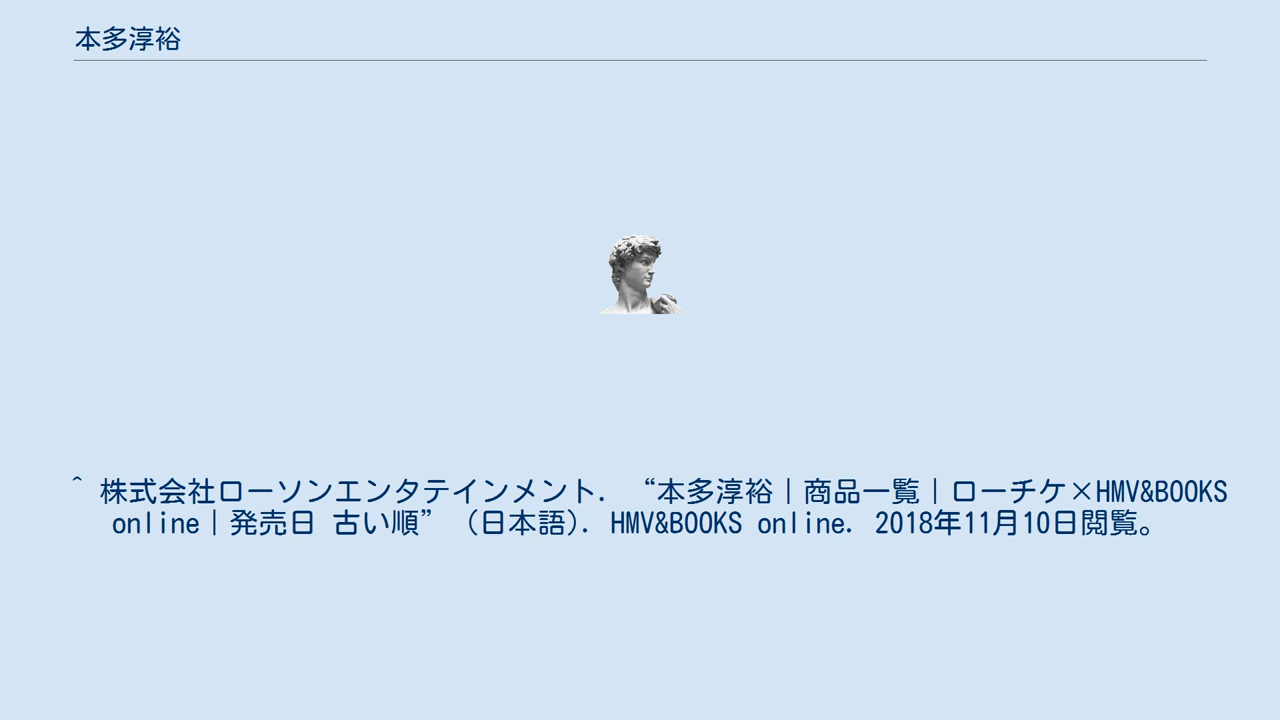 本多淳裕
^ 株式会社ローソンエンタテインメント. “本多淳裕|商品一覧|ローチケ×HMV&BOOKS
online|発売日 古い順” (日本語). HMV&BOOKS online. 2018年11月10日閲覧。